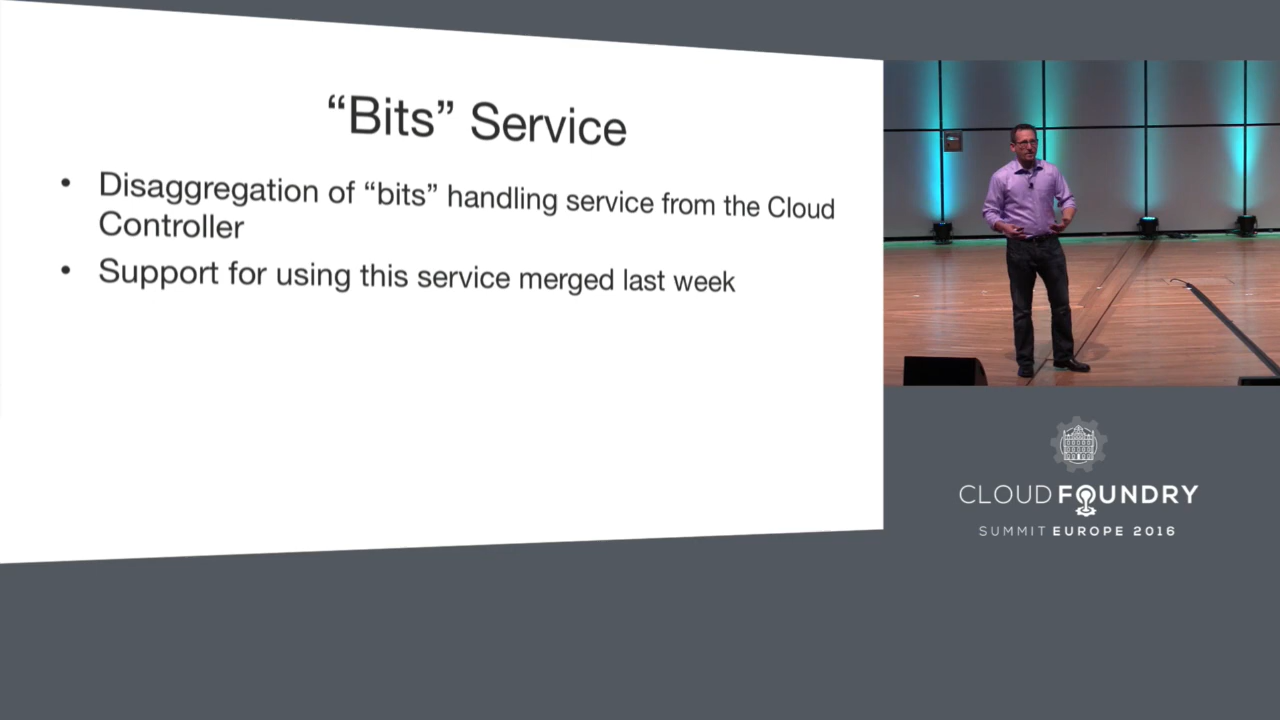 “Bits” Service
• Disaggregation of “bits” handling service from the Cloud
Controller
• Support for using this service merged last week
CLOUD FOUNDRY
SUMMIT EUROPE 2016